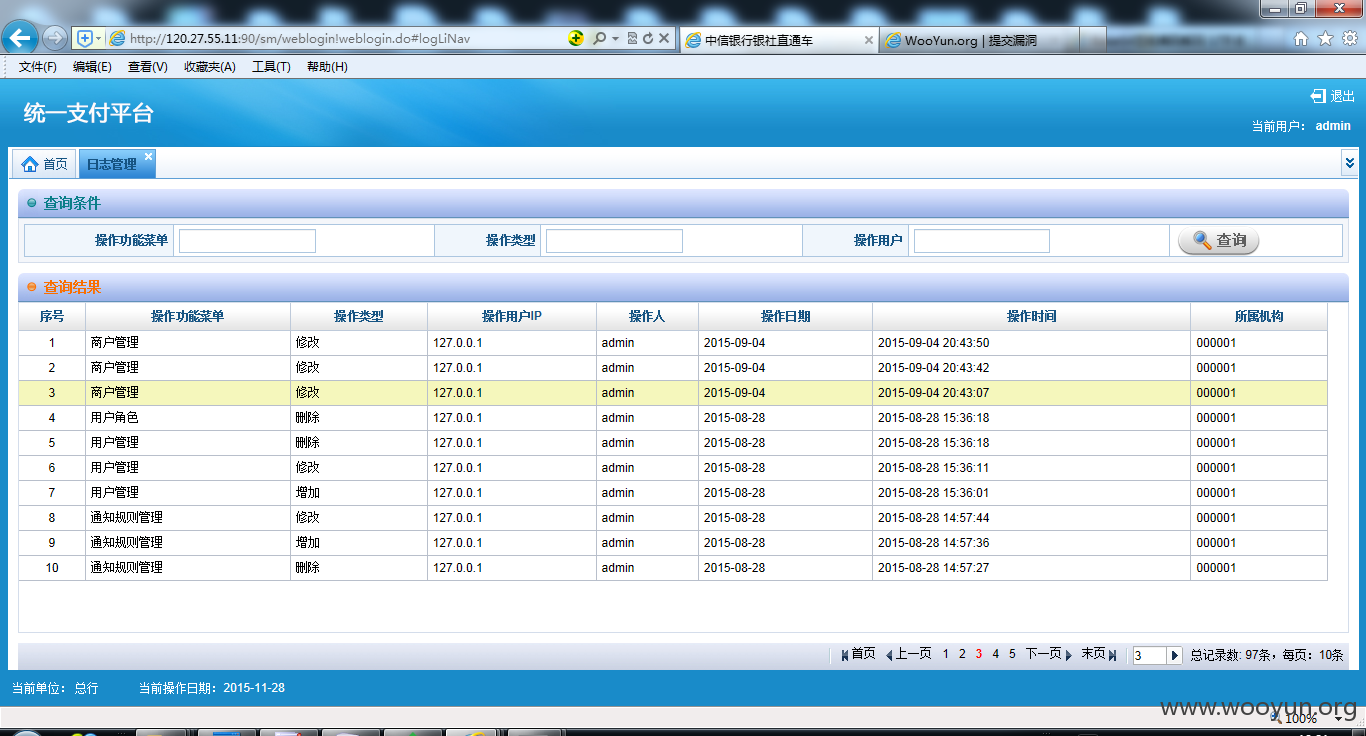 http://120.27.55.11:90/sm/weblogin!weblogin.do#logLiNav 中信银行银社直通车 WooYun.org | 提交漏洞
文件(F) 编辑(E) 查看(V) 收藏夹(A) 工具(T) 帮助(H)
退出
统一支付平台
当前用户： admin
首页 日志管理
查询条件
操作功能菜单 操作类型 操作用户 查询
查询结果
序号 操作功能菜单 操作类型 操作用户IP 操作人 操作日期 操作时间 所属机构
1 商户管理 修改 127.0.0.1 admin 2015-09-04 2015-09-04 20:43:50 000001
2 商户管理 修改 127.0.0.1 admin 2015-09-04 2015-09-04 20:43:42 000001
3 商户管理 修改 127.0.0.1 admin 2015-09-04 2015-09-04 20:43:07 000001
4 用户角色 删除 127.0.0.1 admin 2015-08-28 2015-08-28 15:36:18 000001
5 用户管理 删除 127.0.0.1 admin 2015-08-28 2015-08-28 15:36:18 000001
6 用户管理 修改 127.0.0.1 admin 2015-08-28 2015-08-28 15:36:11 000001
7 用户管理 增加 127.0.0.1 admin 2015-08-28 2015-08-28 15:36:01 000001
8 通知规则管理 修改 127.0.0.1 admin 2015-08-28 2015-08-28 14:57:44 000001
9 通知规则管理 增加 127.0.0.1 admin 2015-08-28 2015-08-28 14:57:36 000001
10 通知规则管理 删除 127.0.0.1 admin 2015-08-28 2015-08-28 14:57:27 000001
首页 上一页 1 2 3 4 5 下一页 末页 3 总记录数: 97条，每页：10条
当前单位： 总行 当前操作日期： 2015-11-28
www.wooyun.org
100%